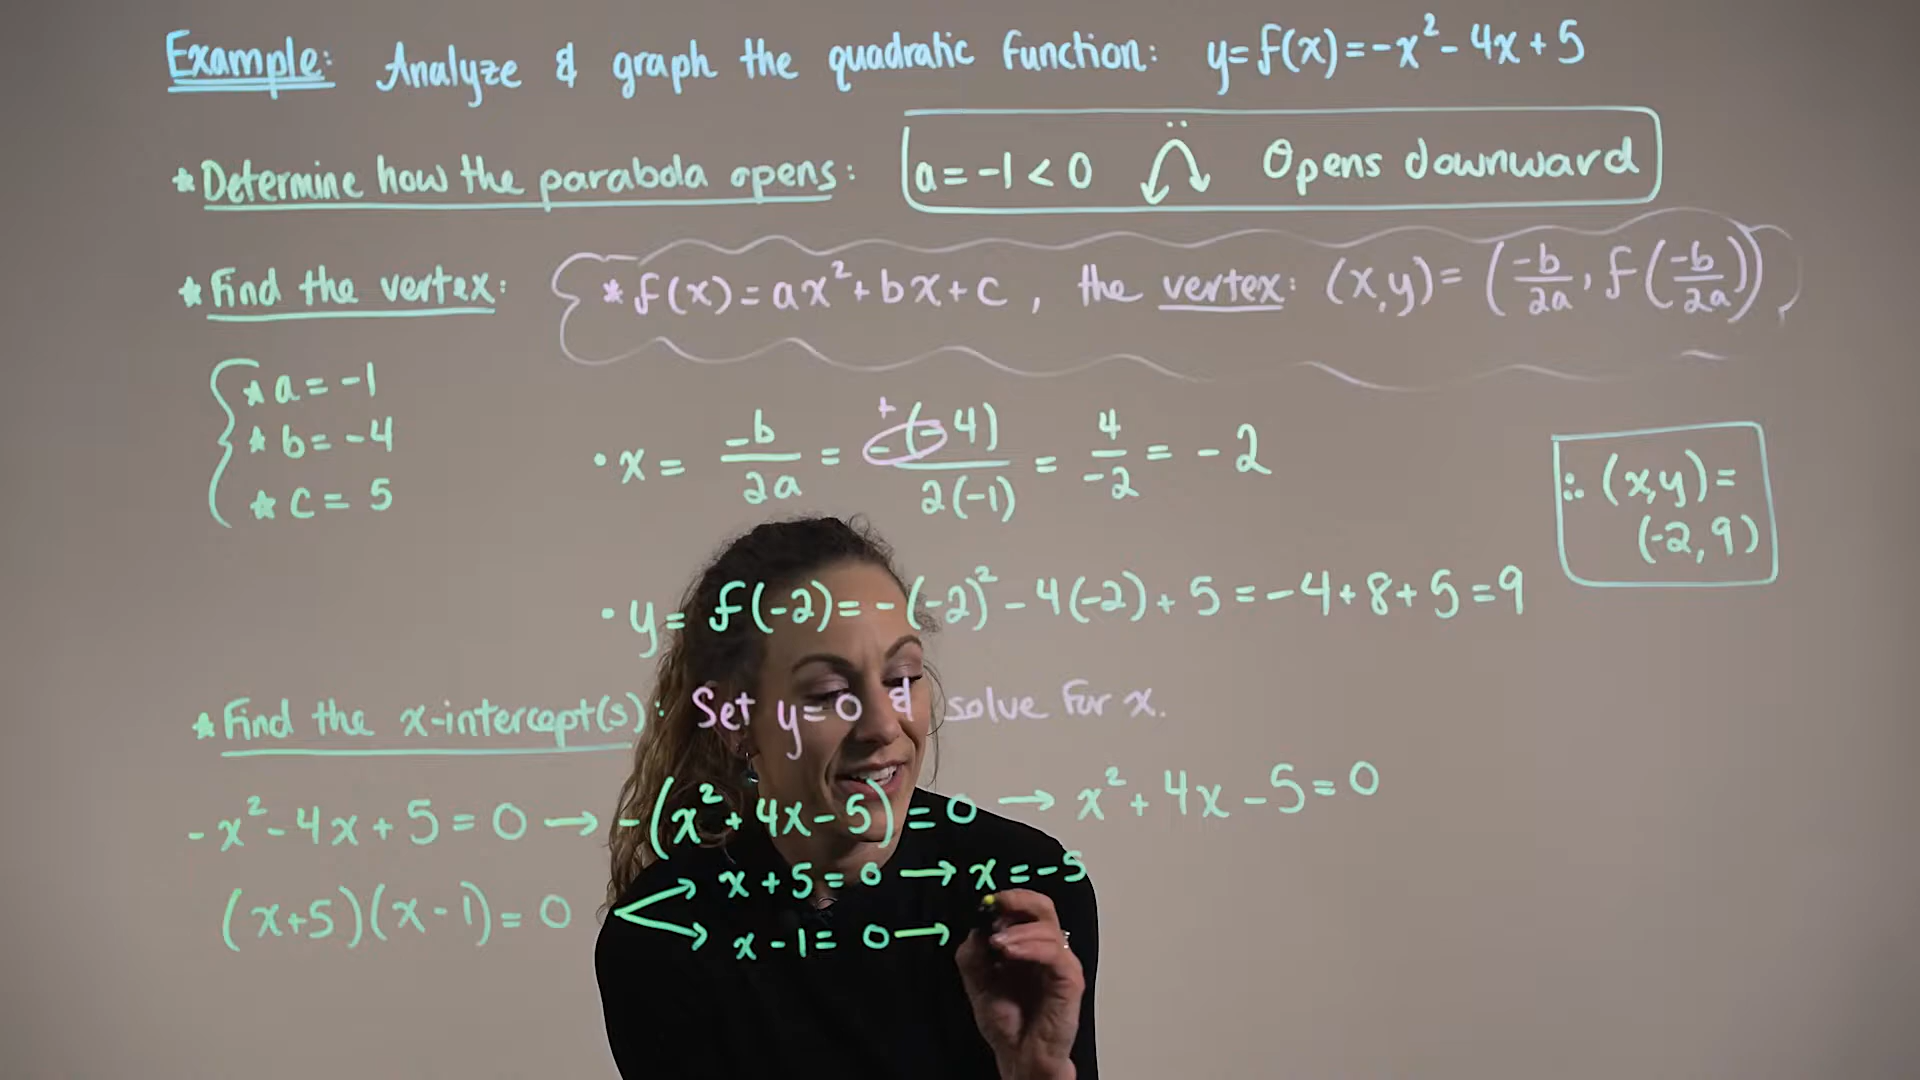 Example: Analyze & graph the quadratic function: y=f(x)=-x²-4x+5
*Determine how the parabola opens: a=-1<0 Opens downward
*Find the vertex: *f(x)=ax²+bx+c, the vertex: (x,y)=(-b/2a, f(-b/2a))
*a=-1
*b=-4
*c=5
•x = -b/2a = -(-4)/2(-1) = 4/-2 = -2
+
∴ (x,y)=
(-2,9)
•y= f(-2)= -(-2)²-4(-2)+5=-4+8+5=9
*Find the x-intercept(s): Set y=0 & solve for x.
-x²-4x+5=0 → -(x²+4x-5)=0 → x²+4x-5=0
(x+5)(x-1)=0
x+5=0 → x=-5
x-1=0 →